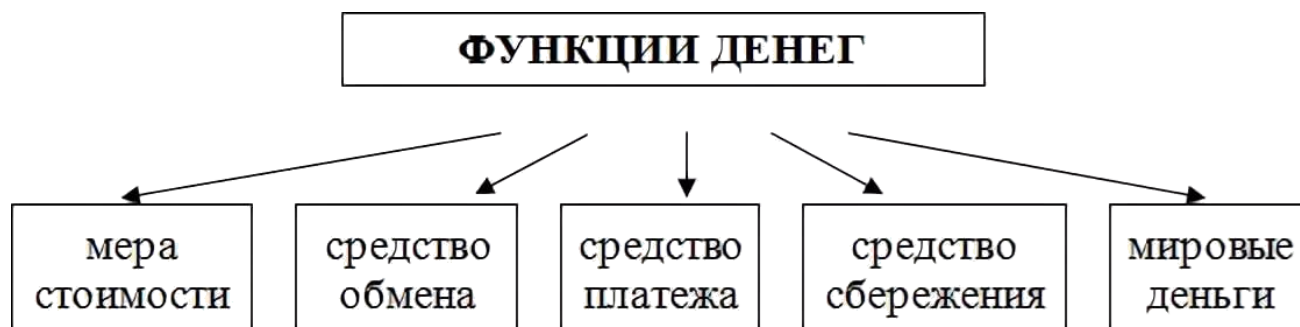 ФУНКЦИИ ДЕНЕГ
мера
стоимости
средство
обмена
средство
платежа
средство
сбережения
мировые
деньги